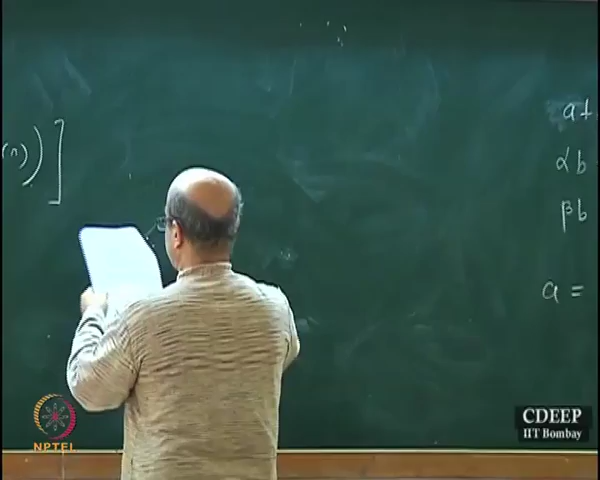 (n))]
a+
αb
βb
a =
NPTEL
CDEEP
IIT Bombay